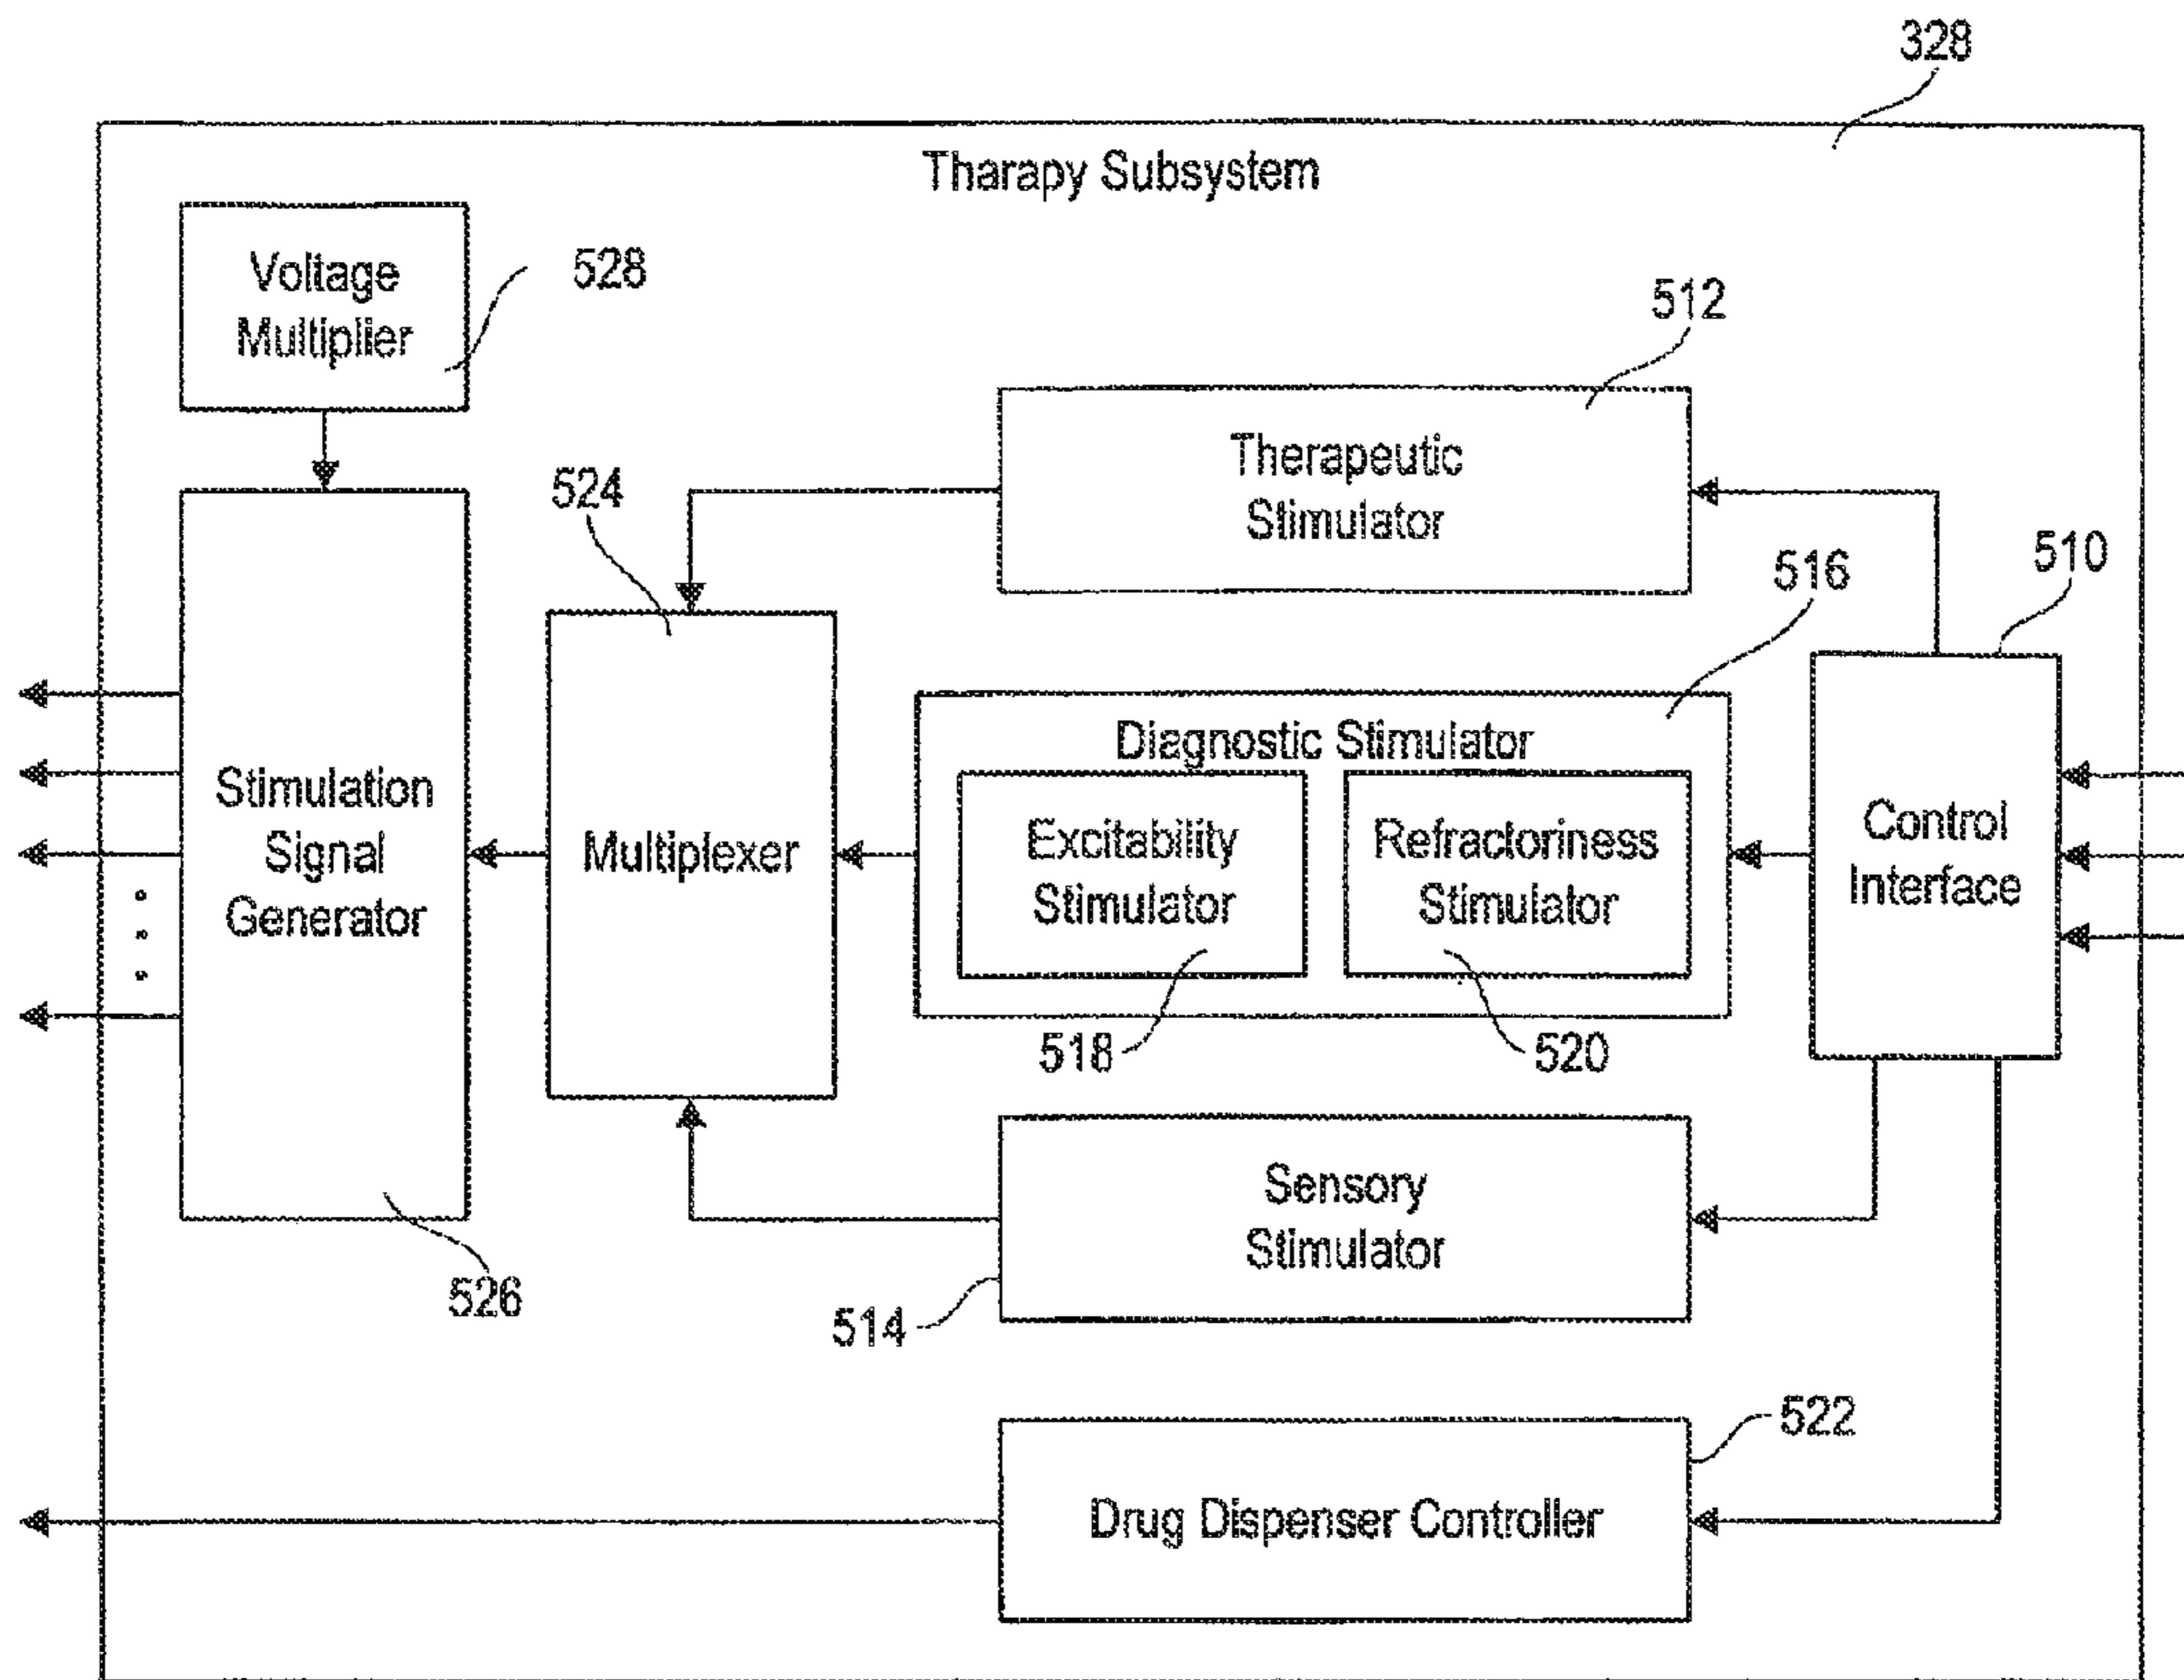 328
Tharapy Subsystem
Voltage
Multiplier
528
512
Therapeutic
Stimulator
524
516
510
Diagnostic Stimulator
Excitability
Stimulator
Refractoriness
Stimulator
Control
Interface
Stimulation
Signal
Generator
Multiplexer
518
520
Sensory
Stimulator
526
514
522
Drug Dispenser Controller